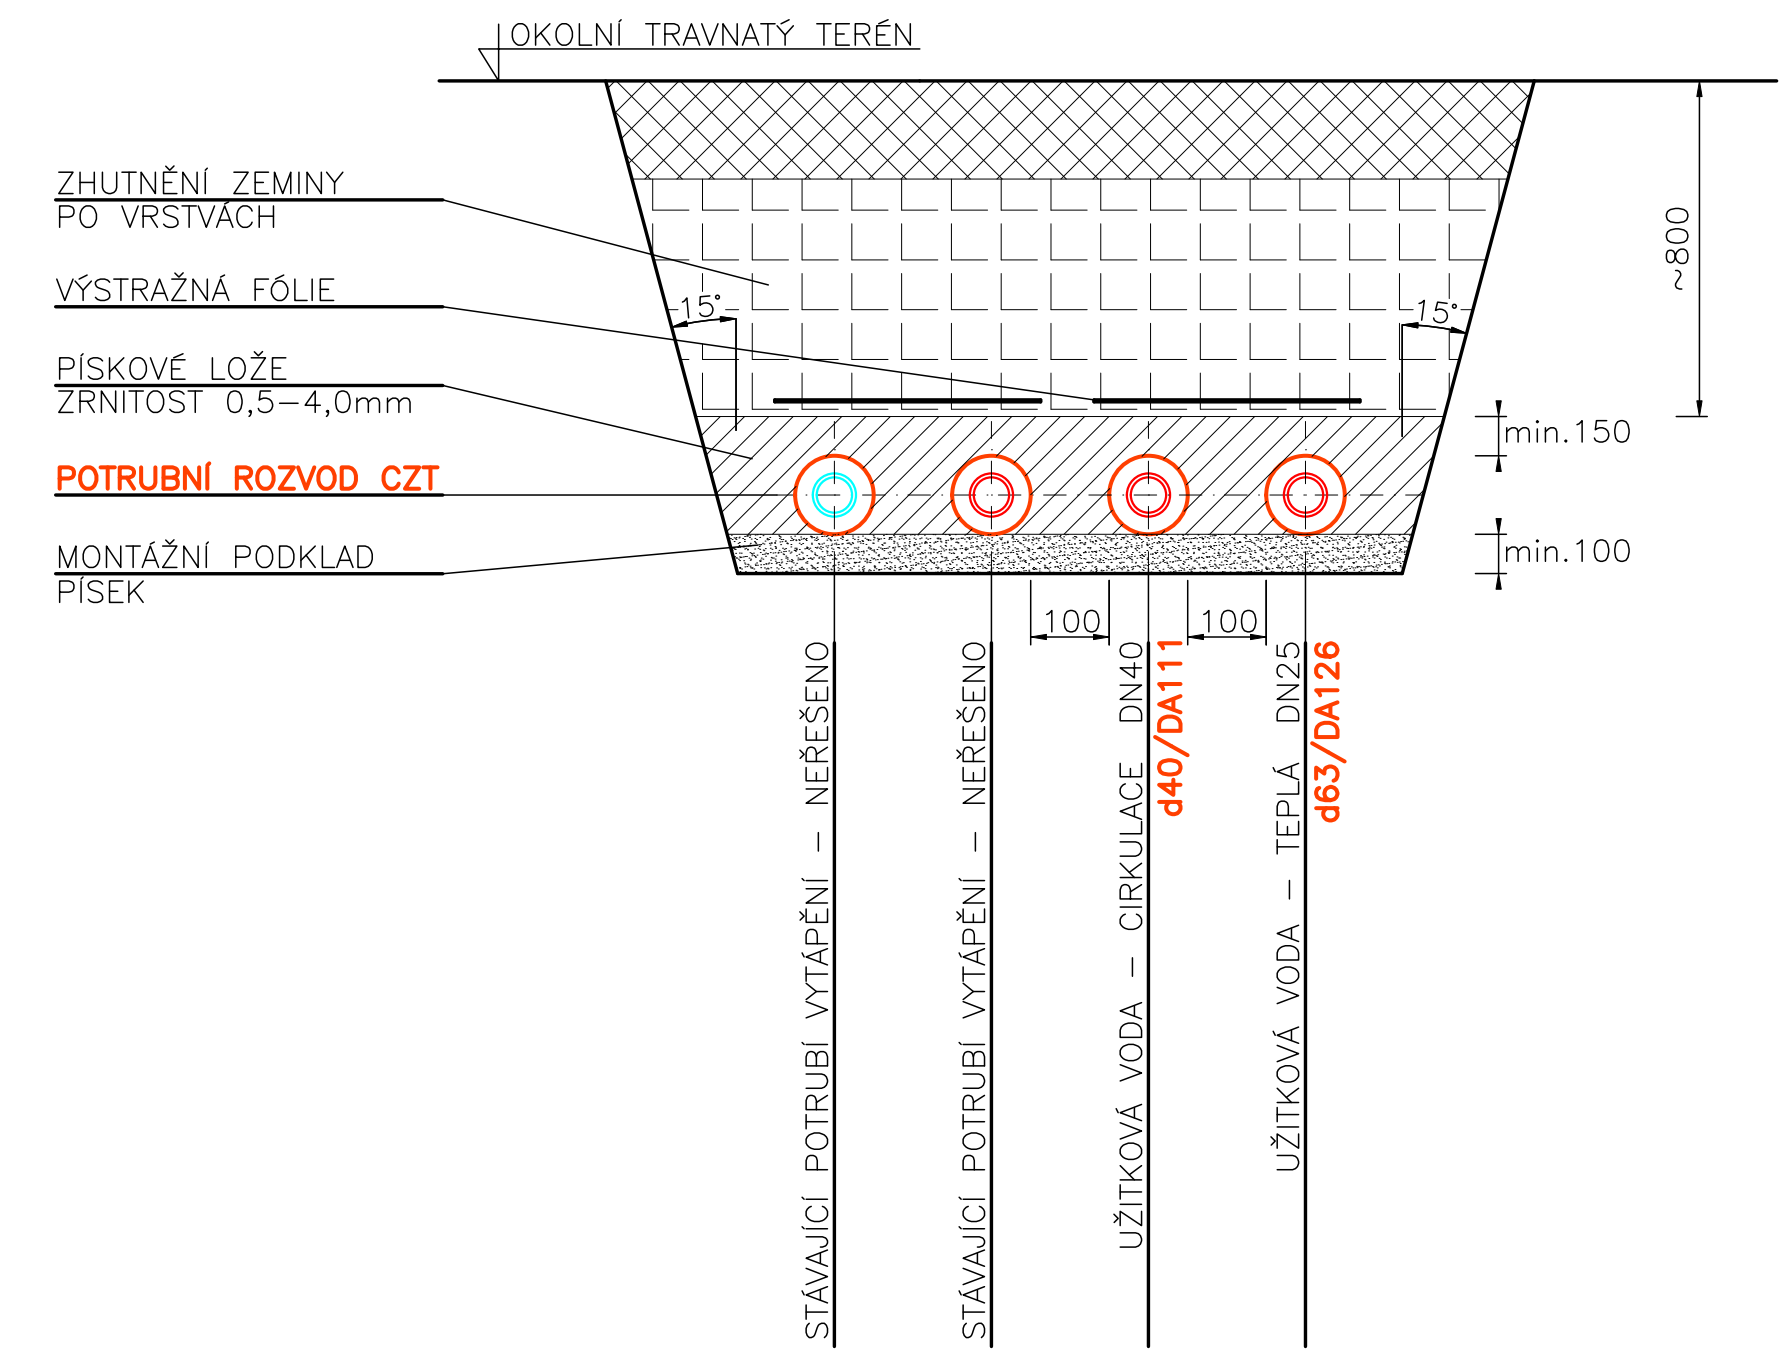 OKOLNÍ TRAVNATÝ TERÉN
ZHUTNĚNÍ ZEMINY
PO VRSTVÁCH
VÝSTRAŽNÁ FÓLIE
PÍSKOVÉ LOŽE
ZRNITOST 0,5-4,0mm
POTRUBNÍ ROZVOD CZT
MONTÁŽNÍ PODKLAD
PÍSEK
15°
15°
~800
min.150
min.100
100
100
STÁVAJÍCÍ POTRUBÍ VYTÁPĚNÍ - NEŘEŠENO
STÁVAJÍCÍ POTRUBÍ VYTÁPĚNÍ - NEŘEŠENO
UŽITKOVÁ VODA - CIRKULACE DN40
d40/DA111
UŽITKOVÁ VODA - TEPLÁ DN25
d63/DA126